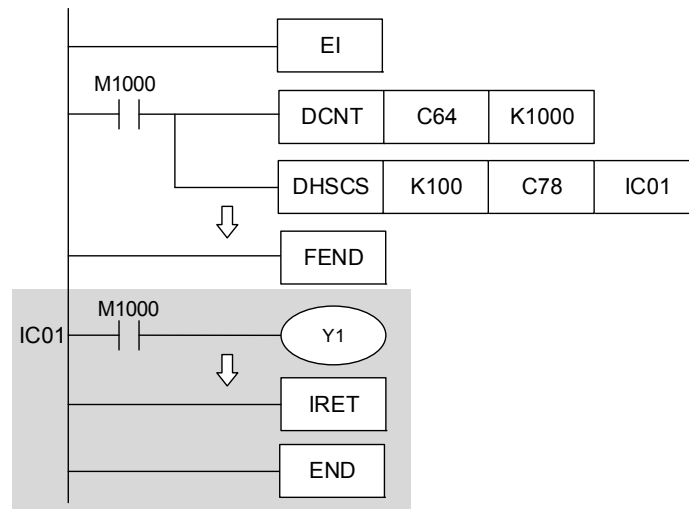 EI
M1000
DCNT C64 K1000
DHSCS K100 C78 IC01
FEND
M1000
IC01 Y1
IRET
END